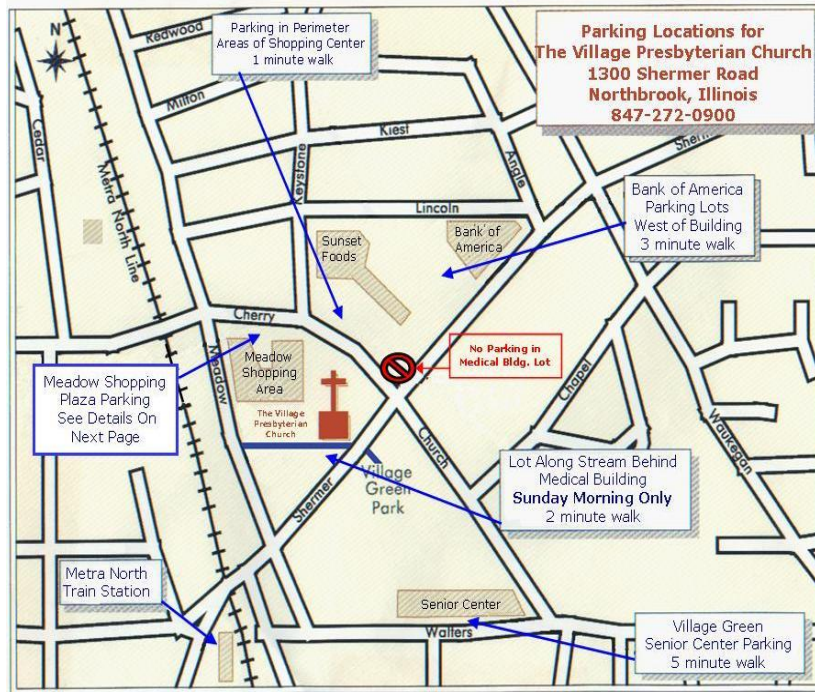 Parking Locations for
The Village Presbyterian Church
1300 Shermer Road
Northbrook, Illinois
847-272-0900
Parking in Perimeter
Areas of Shopping Center
1 minute walk
N
Redwood
Milton
Kiest
Cedar
Metra North Line
Keystone
Angle
Lincoln
Bank of America
Parking Lots
West of Building
3 minute walk
Sunset
Foods
Bank of
America
Cherry
Meadow
No Parking in
Medical Bldg. Lot
Meadow
Shopping
Area
Meadow Shopping
Plaza Parking
See Details On
Next Page
The Village
Presbyterian
Church
Chapel
Waukegan
Church
Village
Green
Park
Shermer
Lot Along Stream Behind
Medical Building
Sunday Morning Only
2 minute walk
Metra North
Train Station
Senior Center
Walters
Village Green
Senior Center Parking
5 minute walk